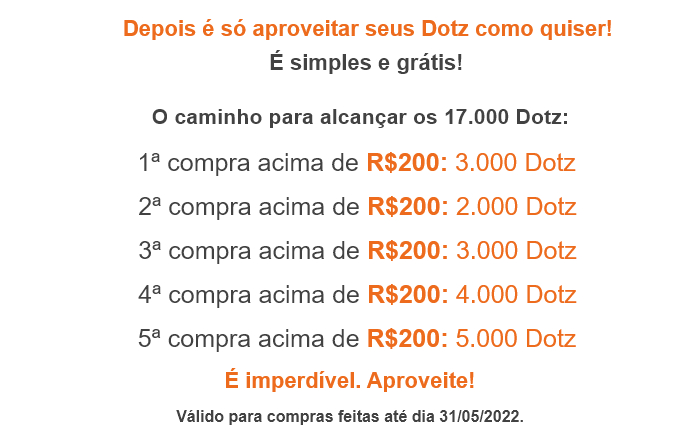 Depois é só aproveitar seus Dotz como quiser!
É simples e grátis!
O caminho para alcançar os 17.000 Dotz:
1ª compra acima de R$200: 3.000 Dotz
2ª compra acima de R$200: 2.000 Dotz
3ª compra acima de R$200: 3.000 Dotz
4ª compra acima de R$200: 4.000 Dotz
5ª compra acima de R$200: 5.000 Dotz
É imperdível. Aproveite!
Válido para compras feitas até dia 31/05/2022.